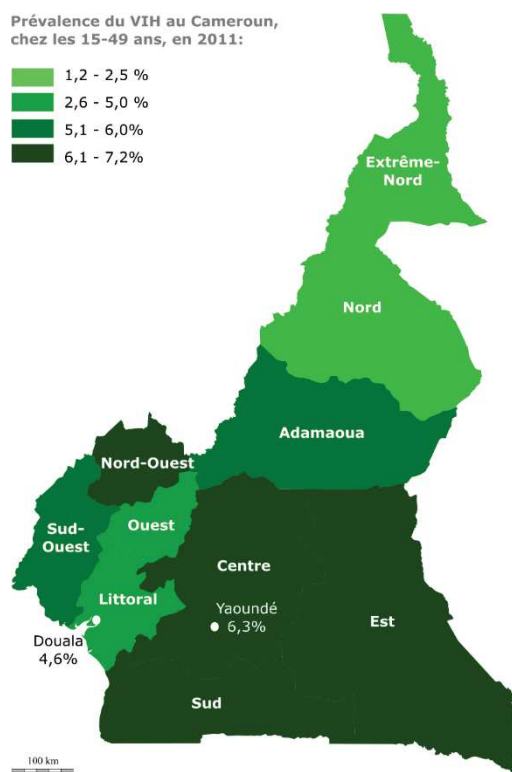 Prévalence du VIH au Cameroun,
chez les 15-49 ans, en 2011:
1,2 - 2,5 %
2,6 - 5,0 %
5,1 - 6,0%
6,1 - 7,2%
Extrême-
Nord
Nord
Adamaoua
Nord-Ouest
Sud-
Ouest
Ouest
Centre
Littoral
Yaoundé
6,3%
Est
Douala
4,6%
Sud
100 km